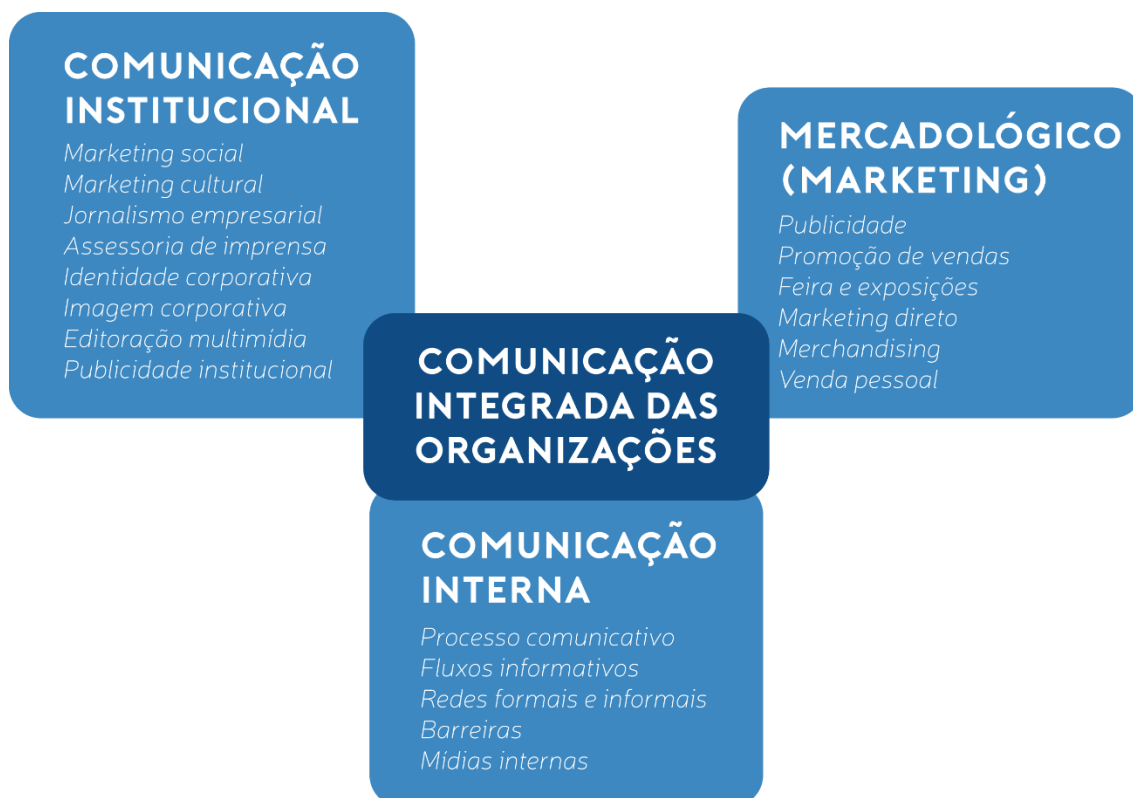 COMUNICAÇÃO
INSTITUCIONAL
Marketing social
Marketing cultural
Jornalismo empresarial
Assessoria de imprensa
Identidade corporativa
Imagem corporativa
Editoração multimídia
Publicidade institucional
MERCADOLÓGICO
(MARKETING)
Publicidade
Promoção de vendas
Feira e exposições
Marketing direto
Merchandising
Venda pessoal
COMUNICAÇÃO
INTEGRADA DAS
ORGANIZAÇÕES
COMUNICAÇÃO
INTERNA
Processo comunicativo
Fluxos informativos
Redes formais e informais
Barreiras
Mídias internas